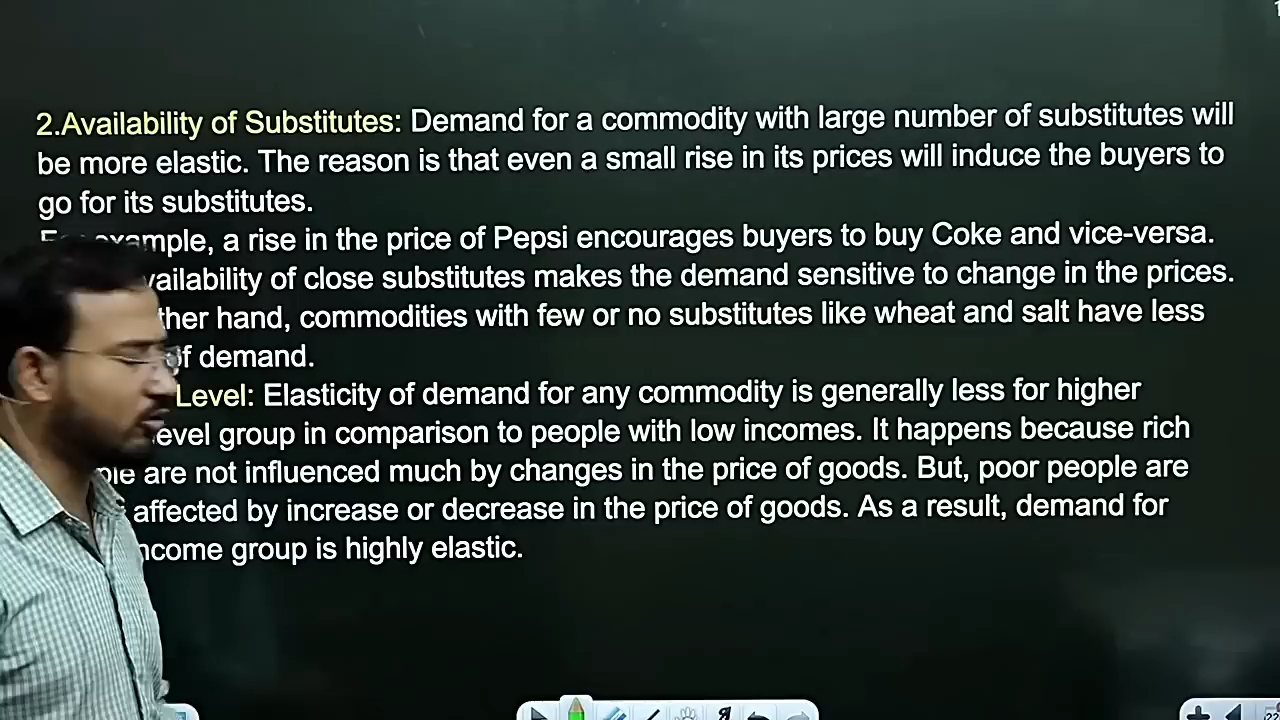 2.Availability of Substitutes: Demand for a commodity with large number of substitutes will
be more elastic. The reason is that even a small rise in its prices will induce the buyers to
go for its substitutes.
example, a rise in the price of Pepsi encourages buyers to buy Coke and vice-versa.
availability of close substitutes makes the demand sensitive to change in the prices.
other hand, commodities with few or no substitutes like wheat and salt have less
of demand.
Level: Elasticity of demand for any commodity is generally less for higher
level group in comparison to people with low incomes. It happens because rich
people are not influenced much by changes in the price of goods. But, poor people are
affected by increase or decrease in the price of goods. As a result, demand for
income group is highly elastic.